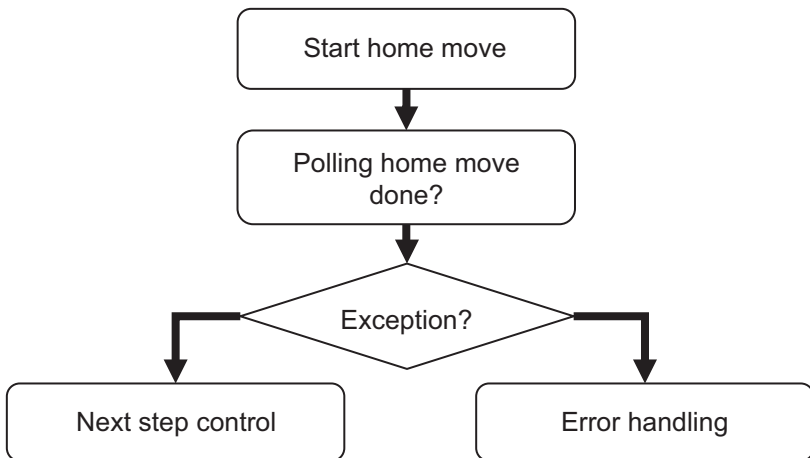 Start home move
Polling home move
done?
Exception?
Next step control
Error handling